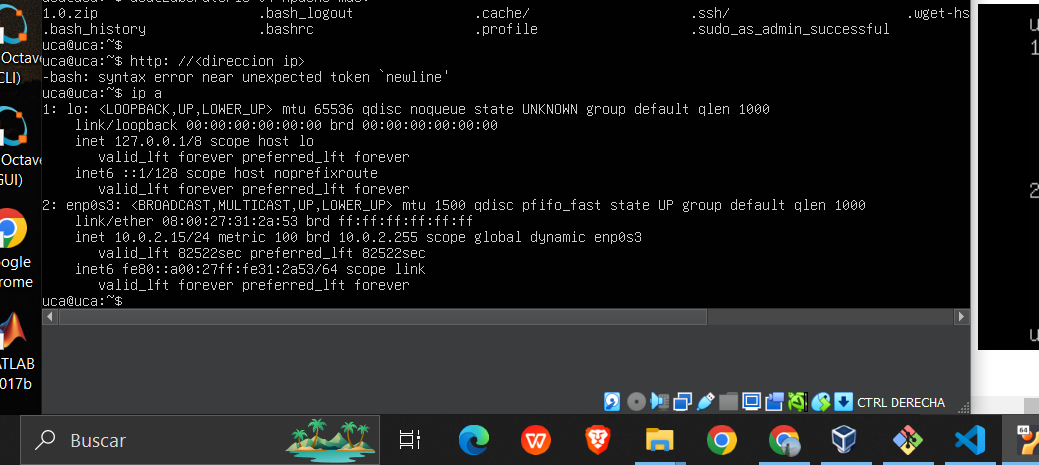 1.0.zip .bash_logout .cache/ .ssh/ .wget-hs
.bash_history .bashrc .profile .sudo_as_admin_successful
uca@uca:~$
uca@uca:~$ http: //<direccion ip>
-bash: syntax error near unexpected token `newline'
uca@uca:~$ ip a
1: lo: <LOOPBACK,UP,LOWER_UP> mtu 65536 qdisc noqueue state UNKNOWN group default qlen 1000
link/loopback 00:00:00:00:00:00 brd 00:00:00:00:00:00
inet 127.0.0.1/8 scope host lo
valid_lft forever preferred_lft forever
inet6 ::1/128 scope host noprefixroute
valid_lft forever preferred_lft forever
2: enp0s3: <BROADCAST,MULTICAST,UP,LOWER_UP> mtu 1500 qdisc pfifo_fast state UP group default qlen 1000
link/ether 08:00:27:31:2a:53 brd ff:ff:ff:ff:ff:ff
inet 10.0.2.15/24 metric 100 brd 10.0.2.255 scope global dynamic enp0s3
valid_lft 82522sec preferred_lft 82522sec
inet6 fe80::a00:27ff:fe31:2a53/64 scope link
valid_lft forever preferred_lft forever
uca@uca:~$
Octave
CLI)
Octave
GUI)
oogle
rome
ATLAB
017b
u
1
2
u
CTRL DERECHA
Buscar
64